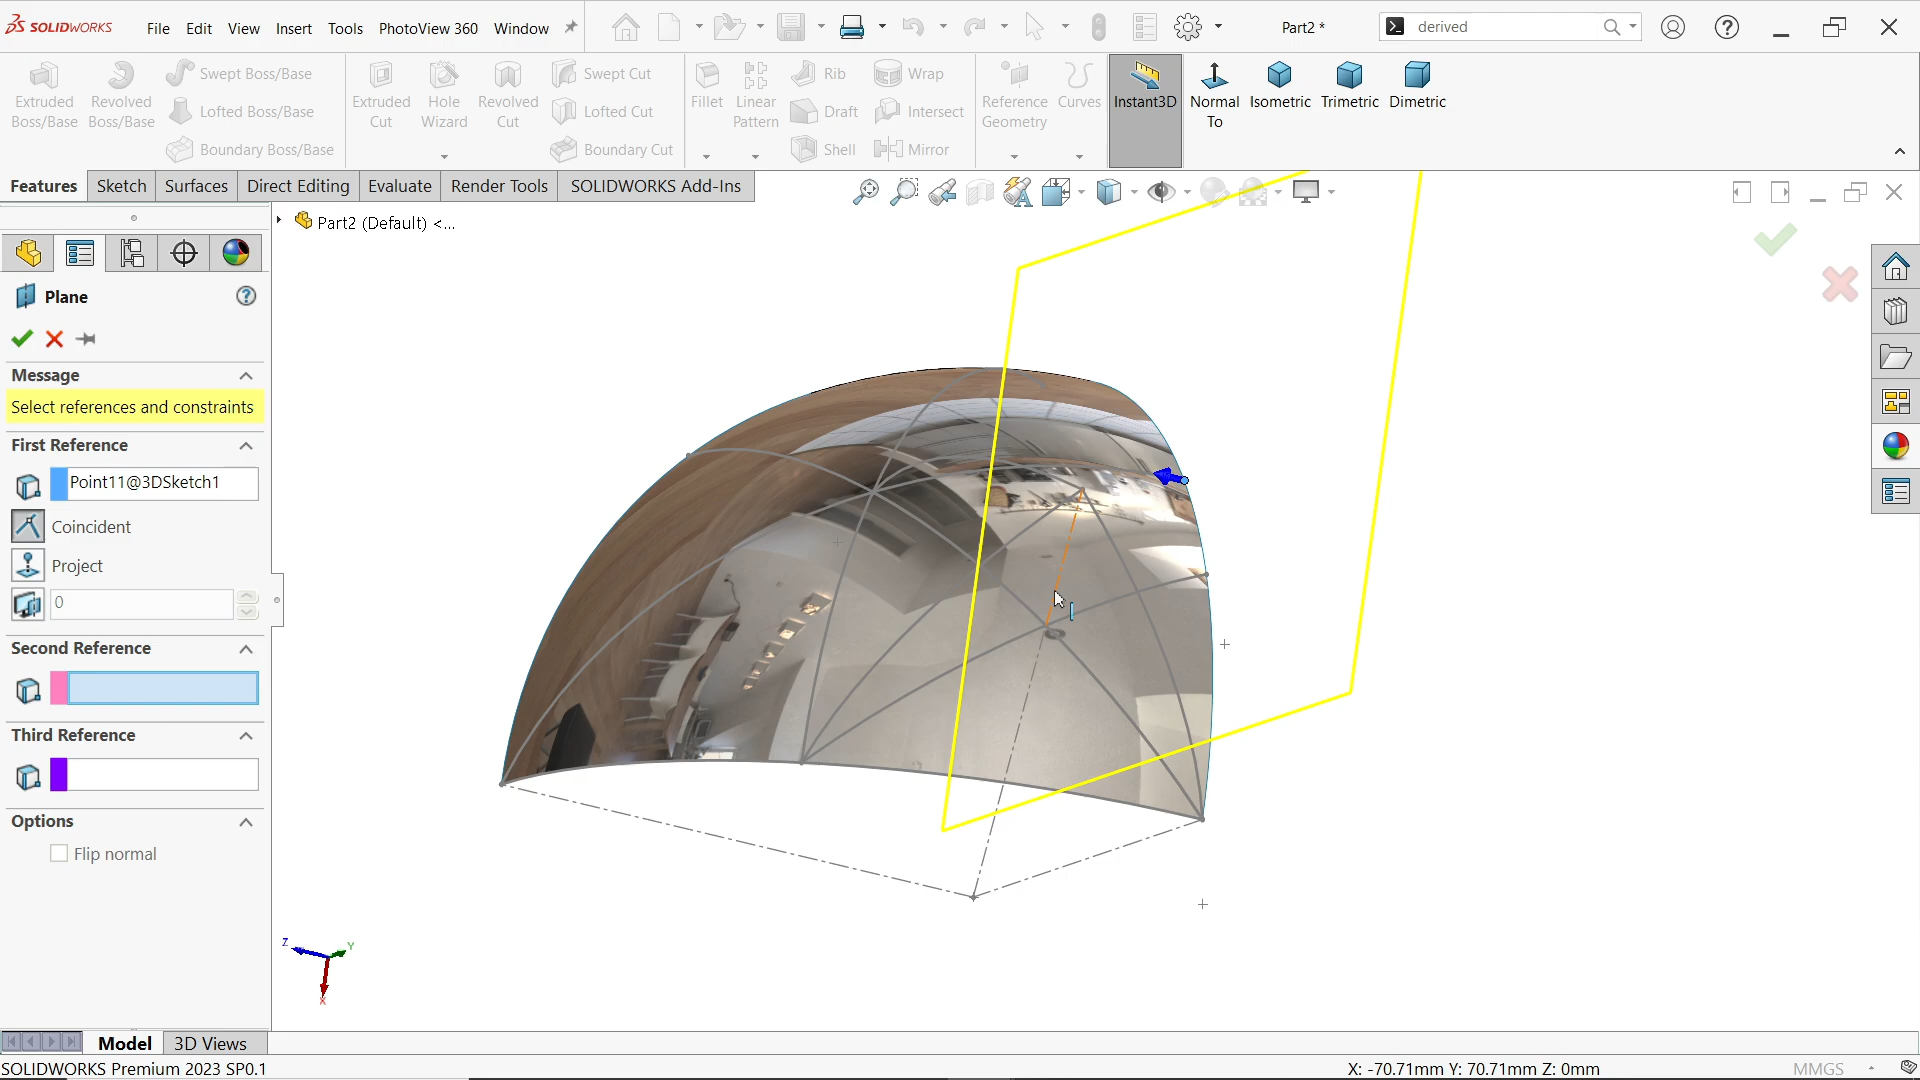 SOLIDWORKS
File Edit View Insert Tools PhotoView 360 Window
Part2 *
derived
Extruded Boss/Base
Revolved Boss/Base
Swept Boss/Base
Lofted Boss/Base
Boundary Boss/Base
Extruded Cut
Hole Wizard
Revolved Cut
Swept Cut
Lofted Cut
Boundary Cut
Fillet
Linear Pattern
Rib
Draft
Shell
Wrap
Intersect
Mirror
Reference Geometry
Curves
Instant3D
Normal To
Isometric
Trimetric
Dimetric
Features Sketch Surfaces Direct Editing Evaluate Render Tools SOLIDWORKS Add-Ins
Part2 (Default) <...
Plane
Message
Select references and constraints
First Reference
Point11@3DSketch1
Coincident
Project
0
Second Reference
Third Reference
Options
Flip normal
Z
Y
X
Model 3D Views
SOLIDWORKS Premium 2023 SP0.1
X: -70.71mm Y: 70.71mm Z: 0mm
MMGS